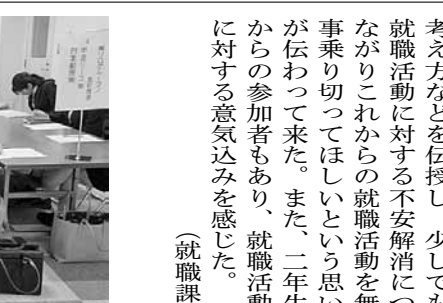 考え方などを伝授し、少しでも
就職活動に対する不安解消につ
ながりこれからの就職活動を無
事乗り切ってほしいという思い
が伝わって来た。また、二年生
からの参加者もあり、就職活動
に対する意気込みを感じた。
（就職課